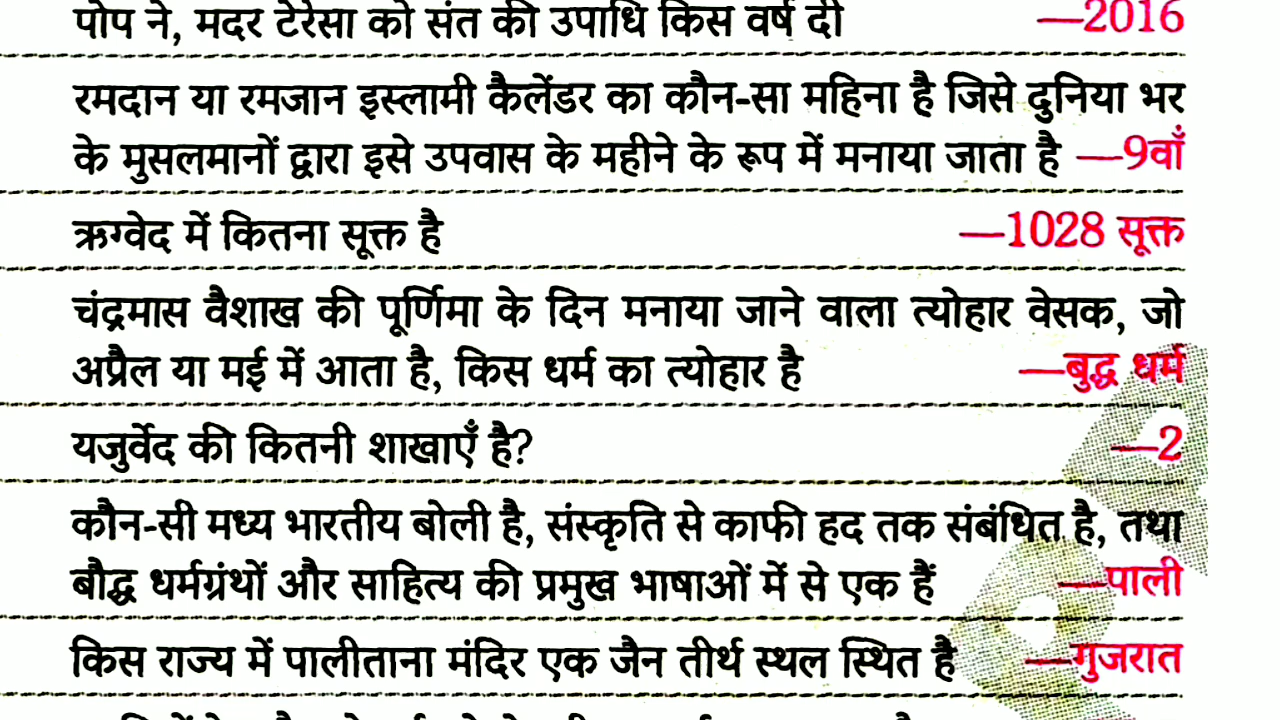 पोप ने, मदर टेरेसा को संत की उपाधि किस वर्ष दी —2016
रमदान या रमजान इस्लामी कैलेंडर का कौन-सा महिना है जिसे दुनिया भर
के मुसलमानों द्वारा इसे उपवास के महीने के रूप में मनाया जाता है —9वाँ
ऋग्वेद में कितना सूक्त है —1028 सूक्त
चंद्रमास वैशाख की पूर्णिमा के दिन मनाया जाने वाला त्योहार वेसक, जो
अप्रैल या मई में आता है, किस धर्म का त्योहार है —बुद्ध धर्म
यजुर्वेद की कितनी शाखाएँ है? —2
कौन-सी मध्य भारतीय बोली है, संस्कृति से काफी हद तक संबंधित है, तथा
बौद्ध धर्मग्रंथों और साहित्य की प्रमुख भाषाओं में से एक हैं —पाली
किस राज्य में पालीताना मंदिर एक जैन तीर्थ स्थल स्थित है —गुजरात